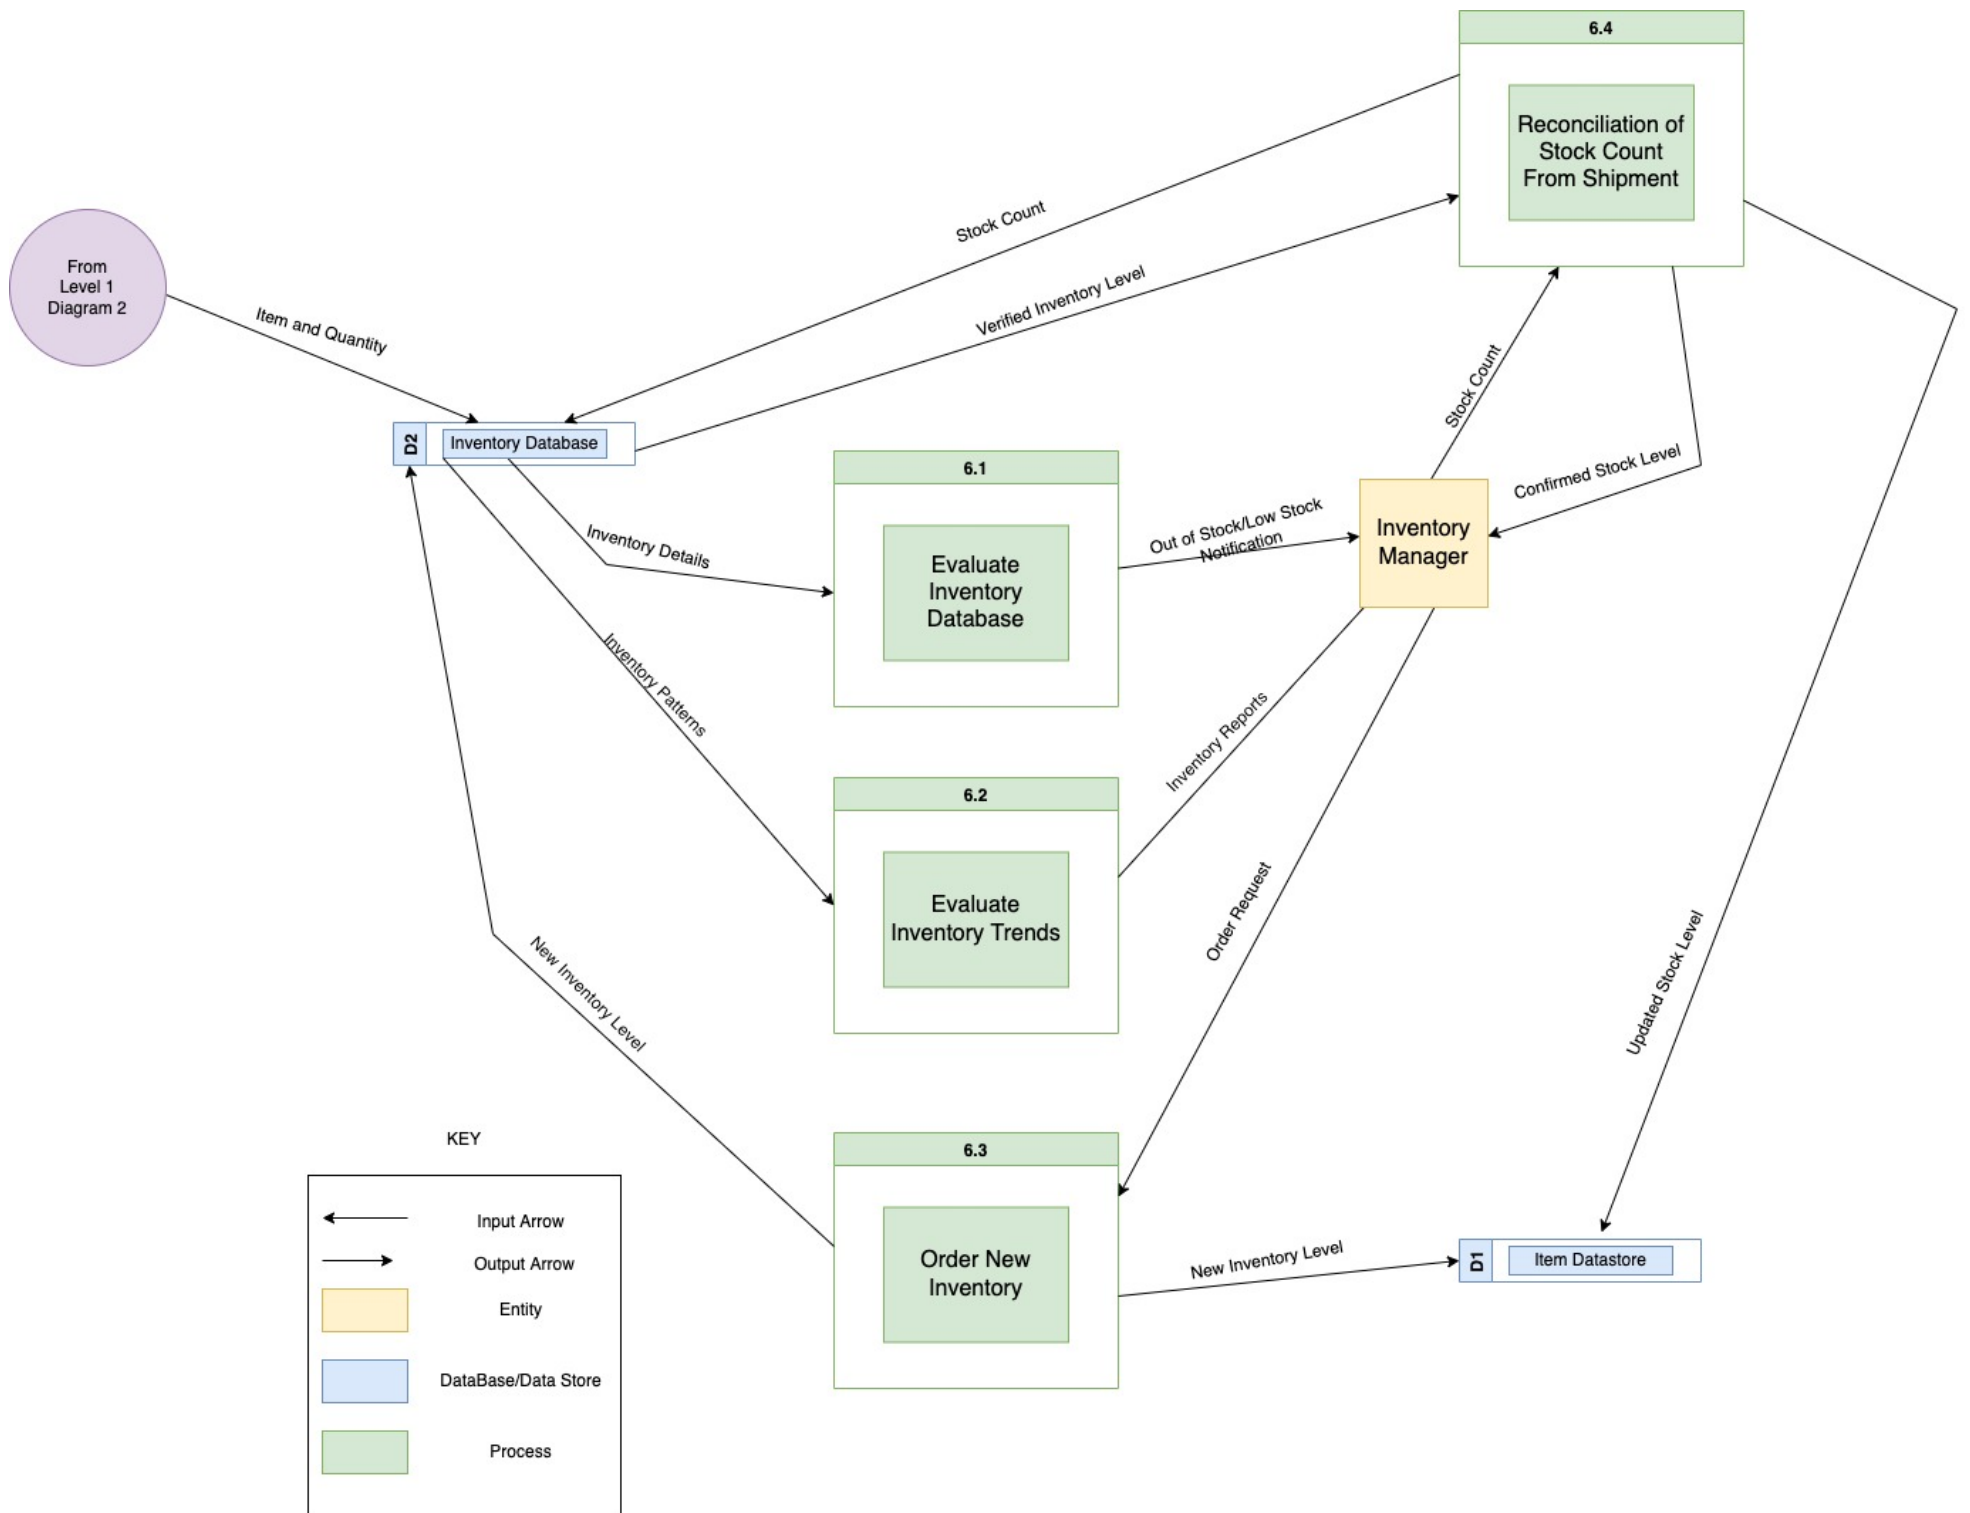 6.4
Reconciliation of
Stock Count
From Shipment
Stock Count
From
Level 1
Diagram 2
Verified Inventory Level
Item and Quantity
Stock Count
D2
Inventory Database
6.1
Confirmed Stock Level
Out of Stock/Low Stock
Notification
Inventory
Manager
Inventory Details
Evaluate
Inventory
Database
Inventory Patterns
Inventory Reports
6.2
Evaluate
Inventory Trends
Order Request
Updated Stock Level
New Inventory Level
KEY
6.3
Input Arrow
Output Arrow
Order New
Inventory
New Inventory Level
D1
Item Datastore
Entity
DataBase/Data Store
Process